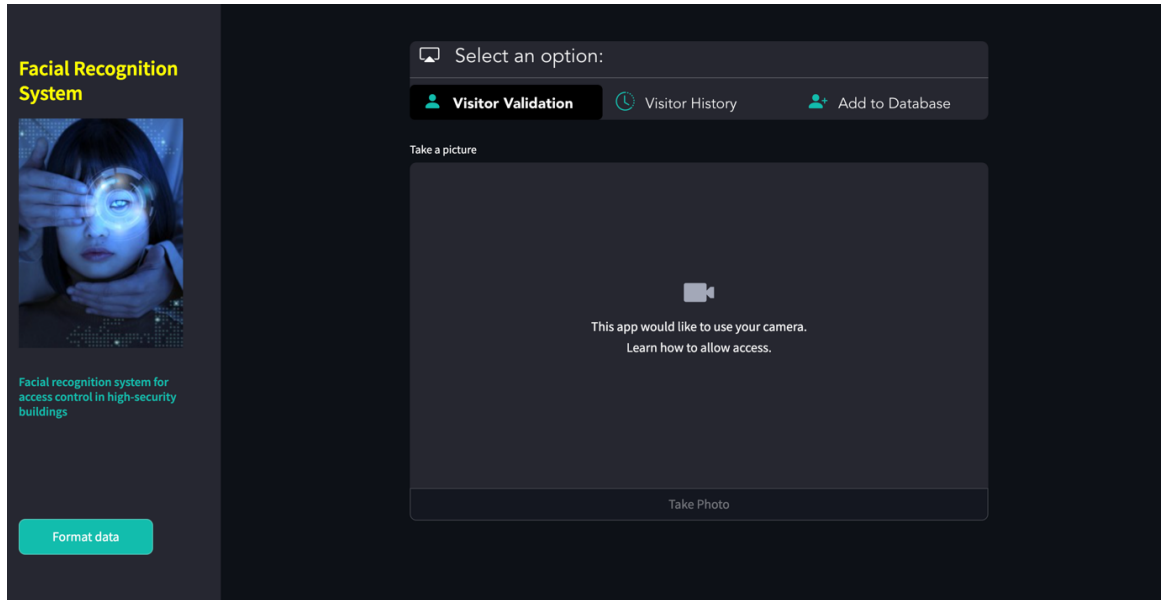 Facial Recognition
System
Facial recognition system for
access control in high-security
buildings
Format data
Select an option:
Visitor Validation
Visitor History
Add to Database
Take a picture
This app would like to use your camera.
Learn how to allow access.
Take Photo